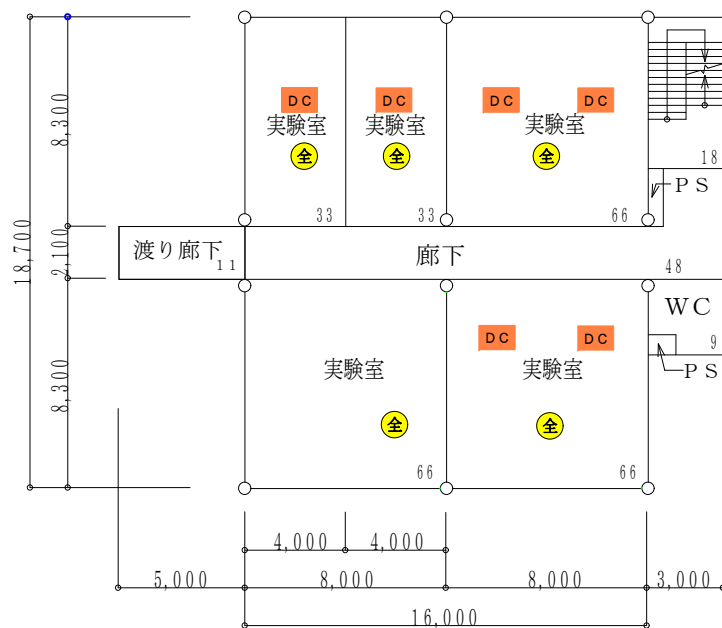 DC
DC
DC
DC
実験室
実験室
実験室
全
全
全
18
PS
33
33
66
渡り廊下
11
廊下
48
WC
DC
DC
9
実験室
実験室
PS
全
全
66
66
8,300
18,700
2,100
8,300
4,000
4,000
5,000
8,000
8,000
3,000
16,000